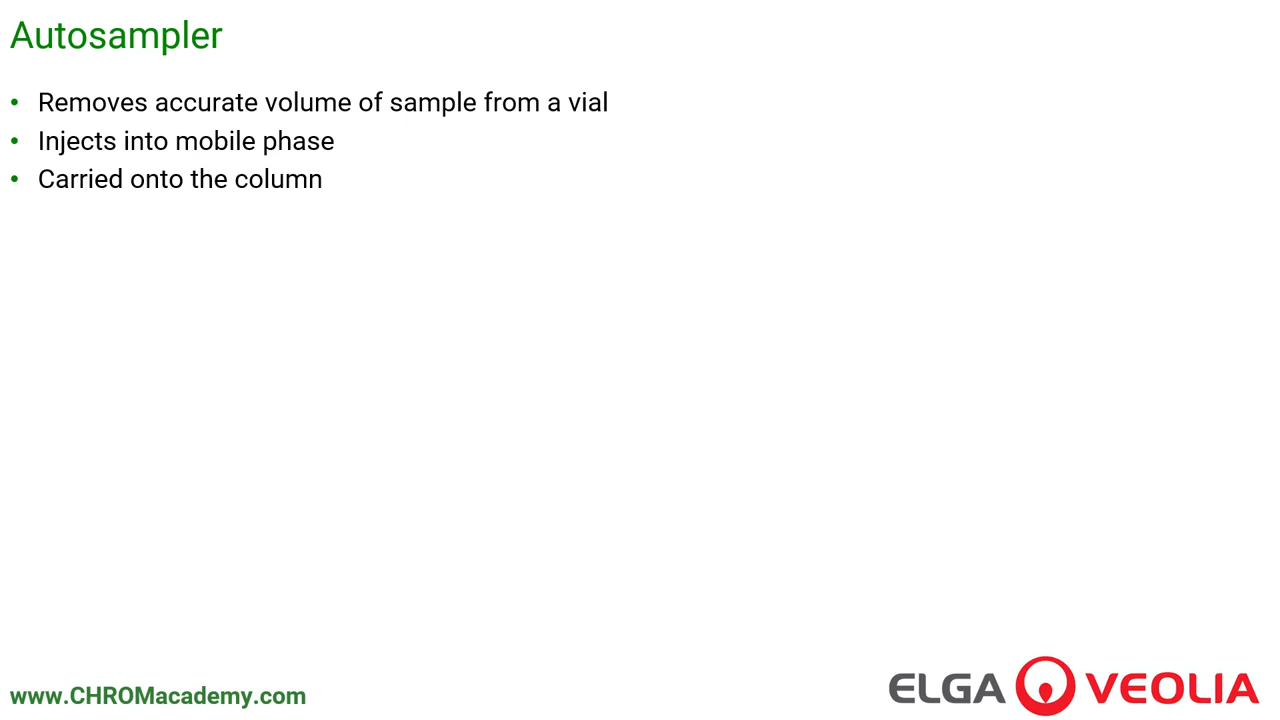 Autosampler
• Removes accurate volume of sample from a vial
• Injects into mobile phase
• Carried onto the column
www.CHROMacademy.com
ELGA VEOLIA